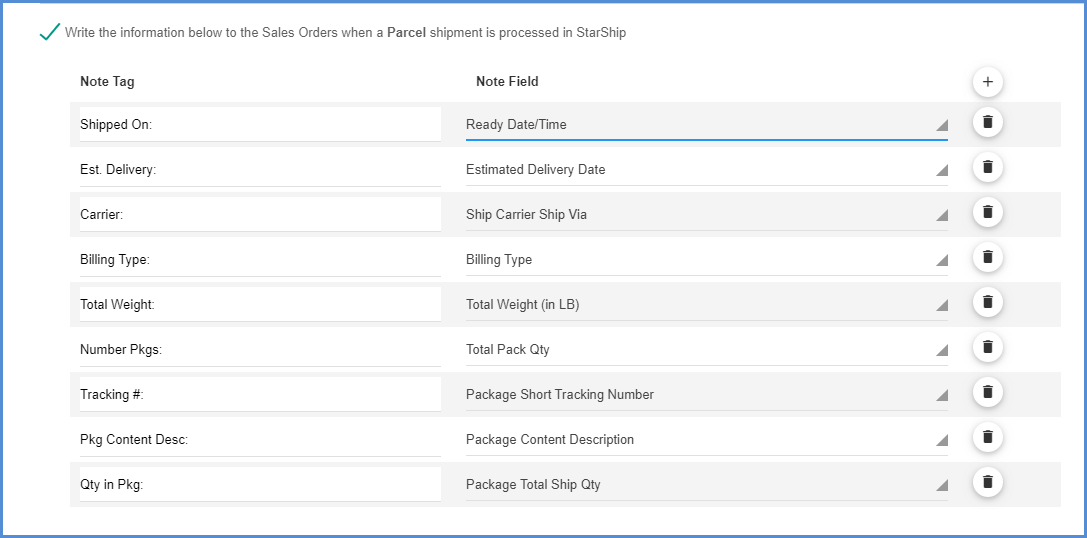 Write the information below to the Sales Orders when a Parcel shipment is processed in StarShip
Note Tag Note Field
Shipped On: Ready Date/Time
Est. Delivery: Estimated Delivery Date
Carrier: Ship Carrier Ship Via
Billing Type: Billing Type
Total Weight: Total Weight (in LB)
Number Pkgs: Total Pack Qty
Tracking #: Package Short Tracking Number
Pkg Content Desc: Package Content Description
Qty in Pkg: Package Total Ship Qty